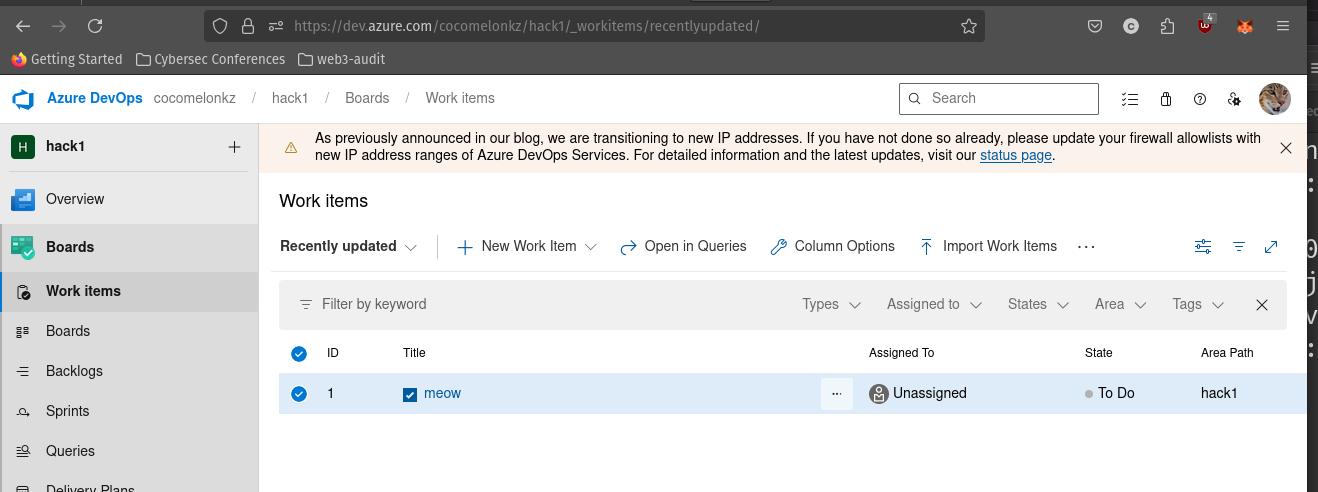 https://dev.azure.com/cocomelonkz/hack1/_workitems/recentlyupdated/
4
Getting Started Cybersec Conferences web3-audit
Azure DevOps cocomelonkz / hack1 / Boards / Work items Search
H hack1
As previously announced in our blog, we are transitioning to new IP addresses. If you have not done so already, please update your firewall allowlists with
new IP address ranges of Azure DevOps Services. For detailed information and the latest updates, visit our status page.
Overview
Boards
Work items
Boards
Backlogs
Sprints
Queries
Delivery Plans
Work items
Recently updated New Work Item Open in Queries Column Options Import Work Items ...
Filter by keyword Types Assigned to States Area Tags
ID Title Assigned To State Area Path
1 meow ... Unassigned To Do hack1